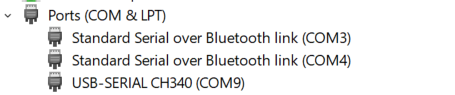 Ports (COM & LPT)
Standard Serial over Bluetooth link (COM3)
Standard Serial over Bluetooth link (COM4)
USB-SERIAL CH340 (COM9)